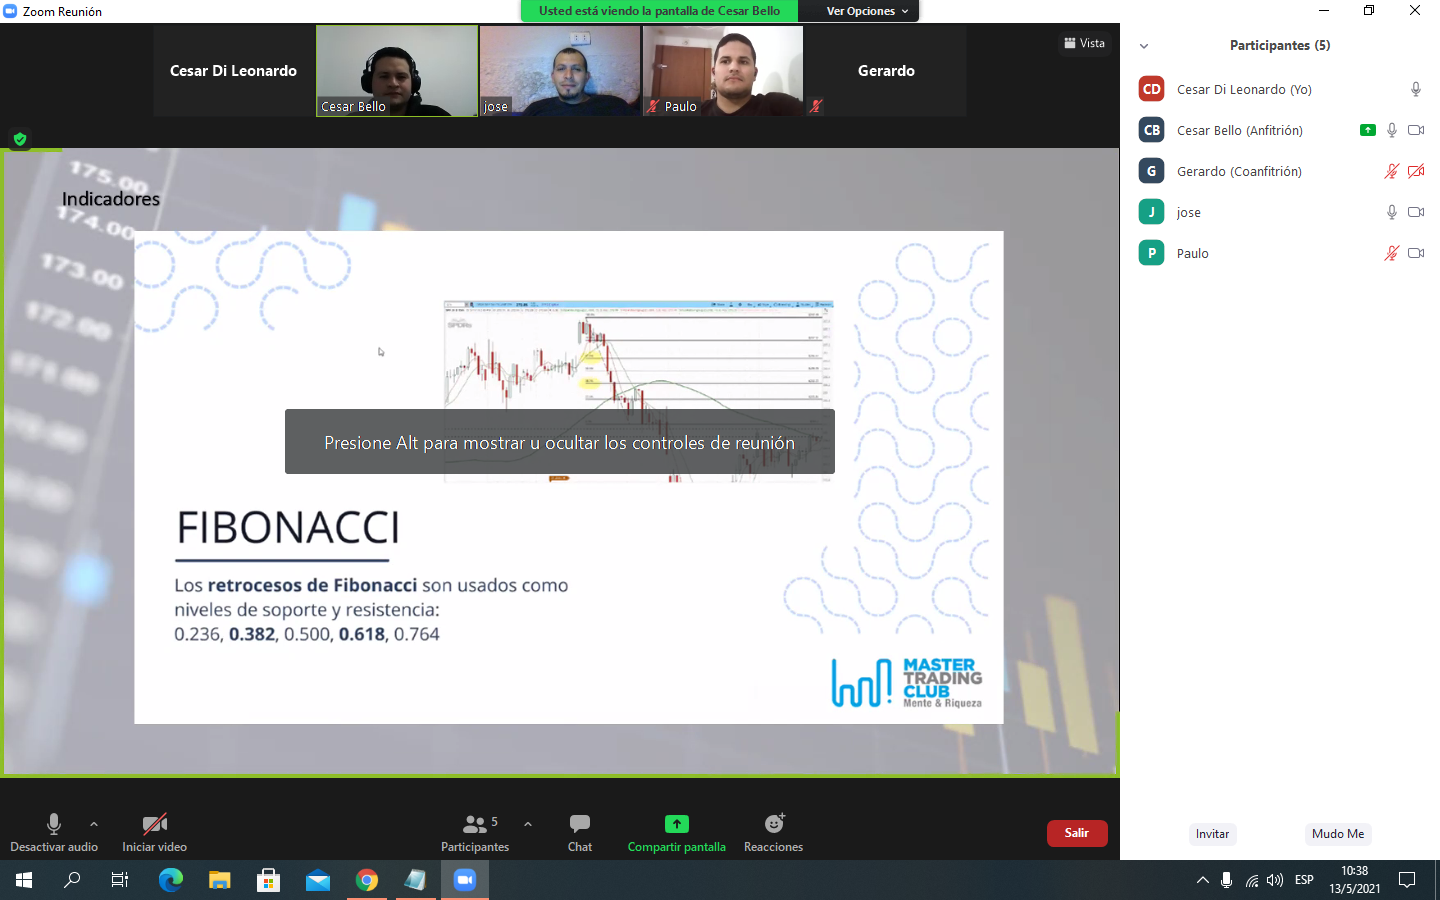 Zoom Reunión
Usted está viendo la pantalla de Cesar Bello
Ver Opciones
Cesar Di Leonardo
Cesar Bello
jose
Paulo
Gerardo
Vista
Participantes (5)
CD Cesar Di Leonardo (Yo)
CB Cesar Bello (Anfitrión)
G Gerardo (Coanfitrión)
J jose
P Paulo
175.00
174.00
173.00
172.00
Indicadores
Presione Alt para mostrar u ocultar los controles de reunión
FIBONACCI
Los retrocesos de Fibonacci son usados como
niveles de soporte y resistencia:
0.236, 0.382, 0.500, 0.618, 0.764
MASTER
TRADING
CLUB
Mente & Riqueza
Invitar
Mudo Me
Desactivar audio
Iniciar video
Participantes
5
Chat
Compartir pantalla
Reacciones
Salir
ESP
10:38
13/5/2021